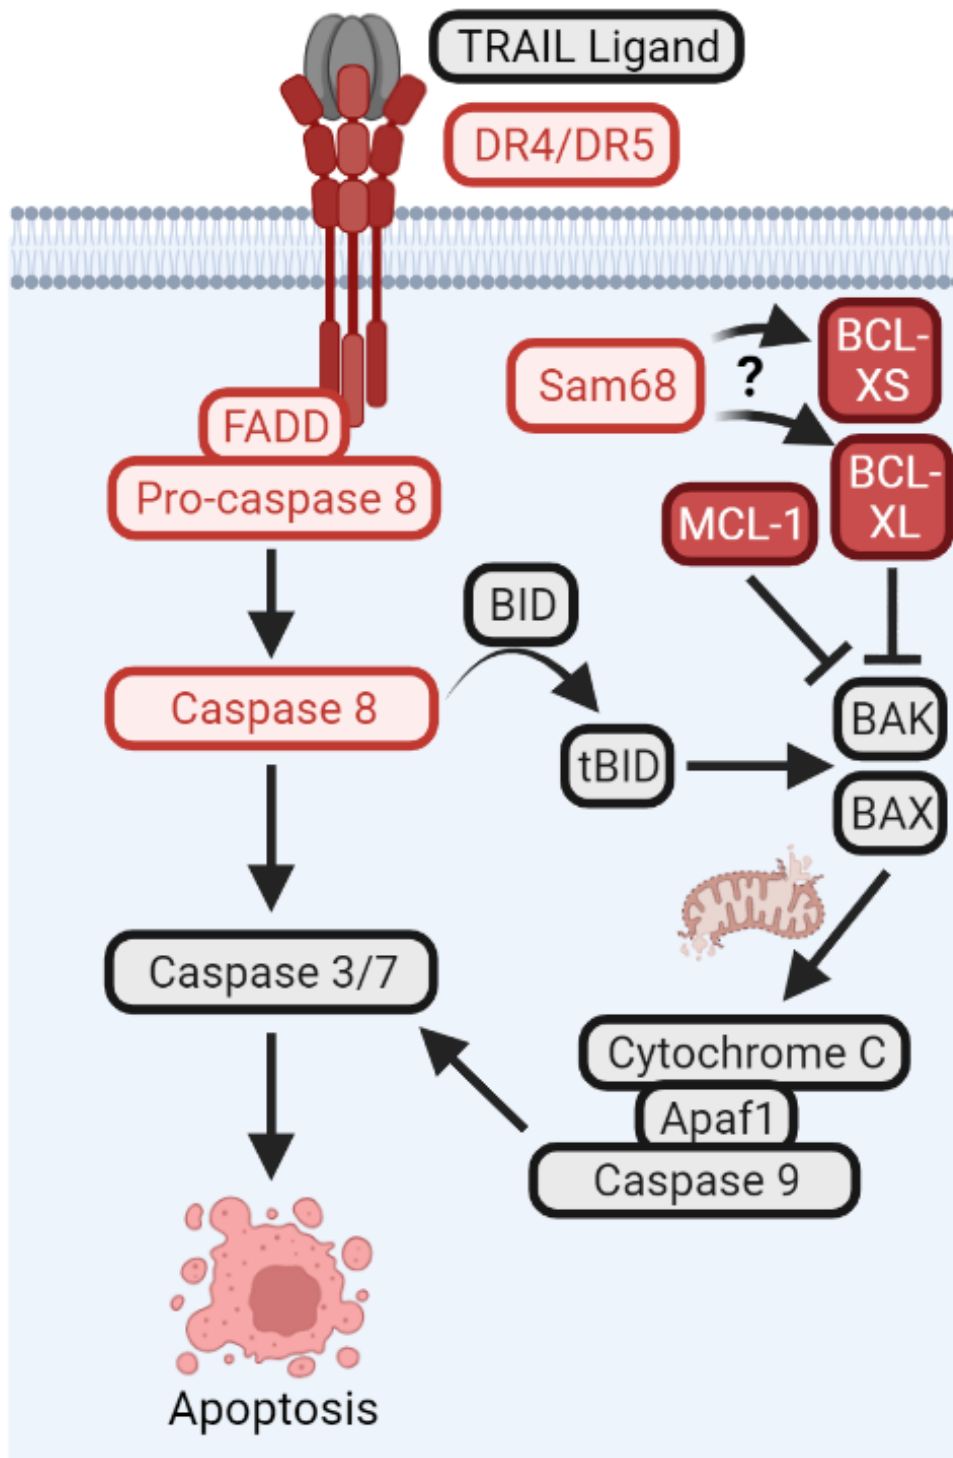 TRAIL Ligand
DR4/DR5
BCL-
XS
Sam68
?
FADD
BCL-
XL
Pro-caspase 8
MCL-1
BID
Caspase 8
BAK
tBID
BAX
Caspase 3/7
Cytochrome C
Apaf1
Caspase 9
Apoptosis